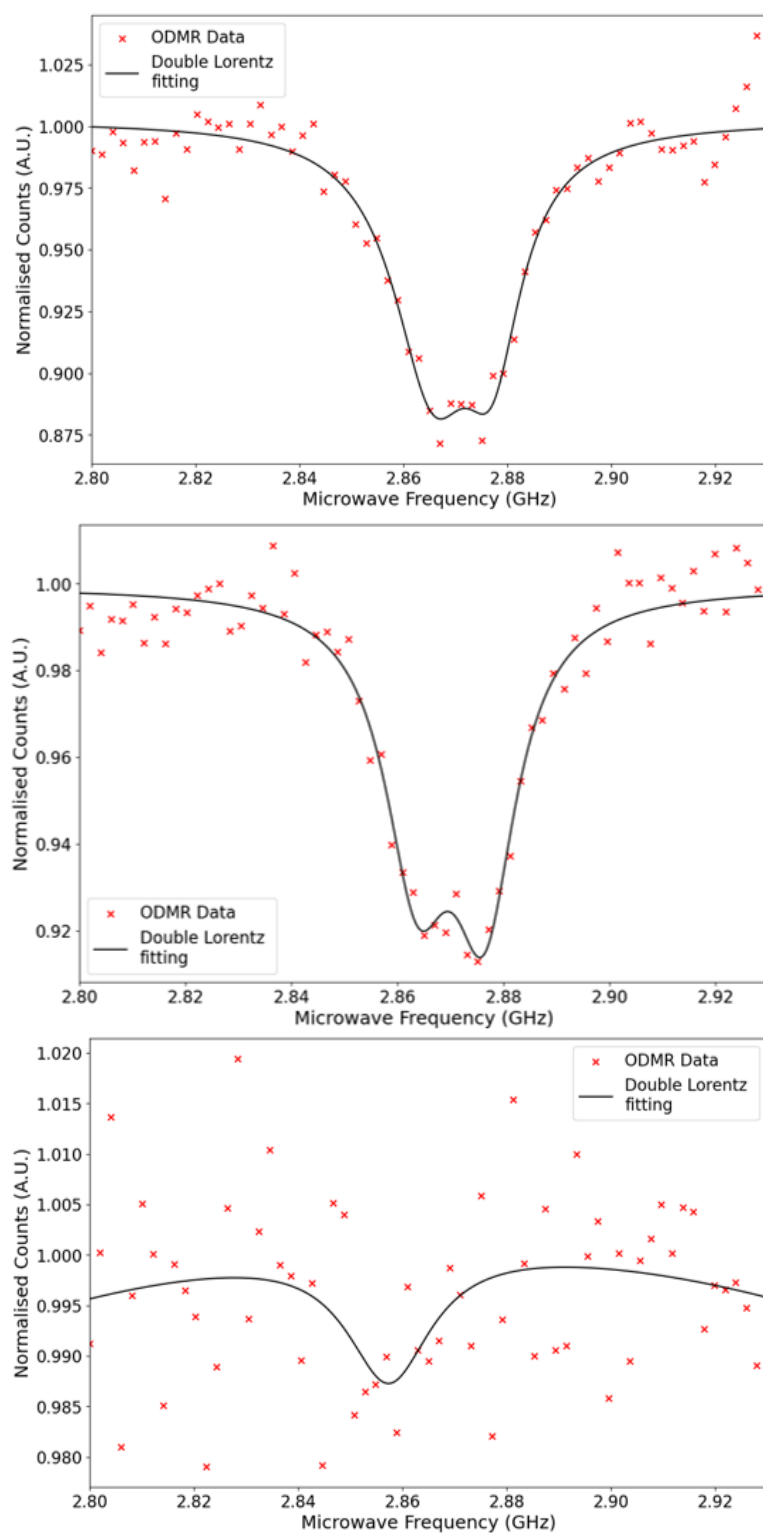 ODMR Data
Double Lorentz
fitting
1.025
1.000
0.975
0.950
0.925
0.900
0.875
Normalised Counts (A.U.)
2.80 2.82 2.84 2.86 2.88 2.90 2.92
Microwave Frequency (GHz)
1.00
0.98
0.96
0.94
0.92
Normalised Counts (A.U.)
ODMR Data
Double Lorentz
fitting
2.80 2.82 2.84 2.86 2.88 2.90 2.92
Microwave Frequency (GHz)
1.020
1.015
1.010
1.005
1.000
0.995
0.990
0.985
0.980
Normalised Counts (A.U.)
ODMR Data
Double Lorentz
fitting
2.80 2.82 2.84 2.86 2.88 2.90 2.92
Microwave Frequency (GHz)